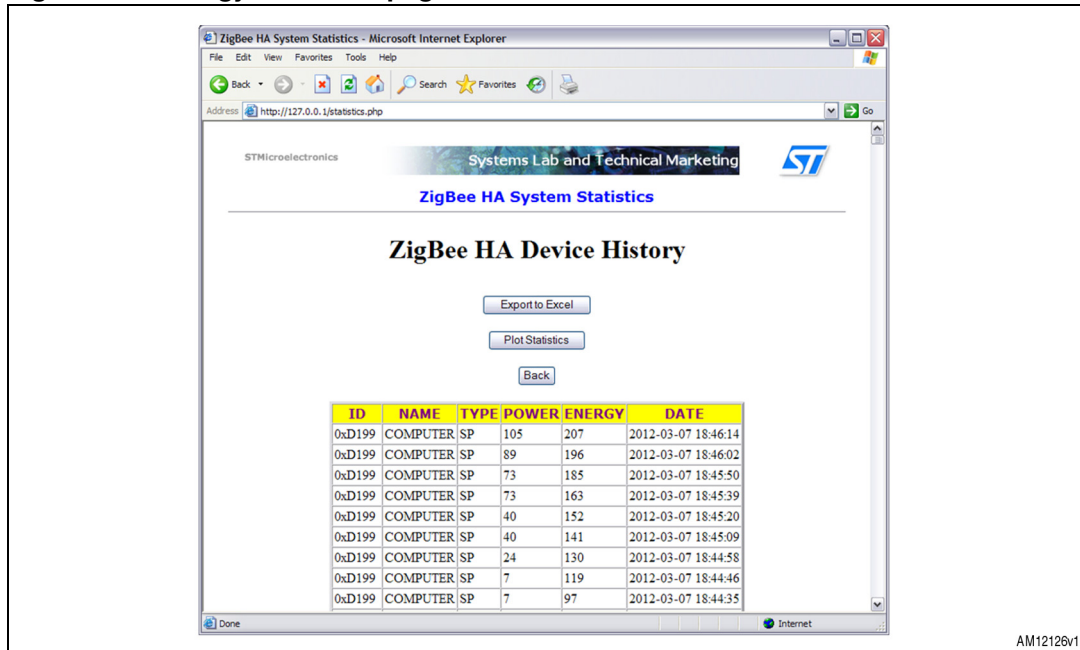 ZigBee HA System Statistics - Microsoft Internet Explorer
File Edit View Favorites Tools Help
Back Search Favorites
Address http://127.0.0.1/statistics.php Go
STMicroelectronics Systems Lab and Technical Marketing ST
ZigBee HA System Statistics
ZigBee HA Device History
Export to Excel
Plot Statistics
Back
ID NAME TYPE POWER ENERGY DATE
0xD199 COMPUTER SP 105 207 2012-03-07 18:46:14
0xD199 COMPUTER SP 89 196 2012-03-07 18:46:02
0xD199 COMPUTER SP 73 185 2012-03-07 18:45:50
0xD199 COMPUTER SP 73 163 2012-03-07 18:45:39
0xD199 COMPUTER SP 40 152 2012-03-07 18:45:20
0xD199 COMPUTER SP 40 141 2012-03-07 18:45:09
0xD199 COMPUTER SP 24 130 2012-03-07 18:44:58
0xD199 COMPUTER SP 7 119 2012-03-07 18:44:46
0xD199 COMPUTER SP 7 97 2012-03-07 18:44:35
Done Internet
AM12126v1